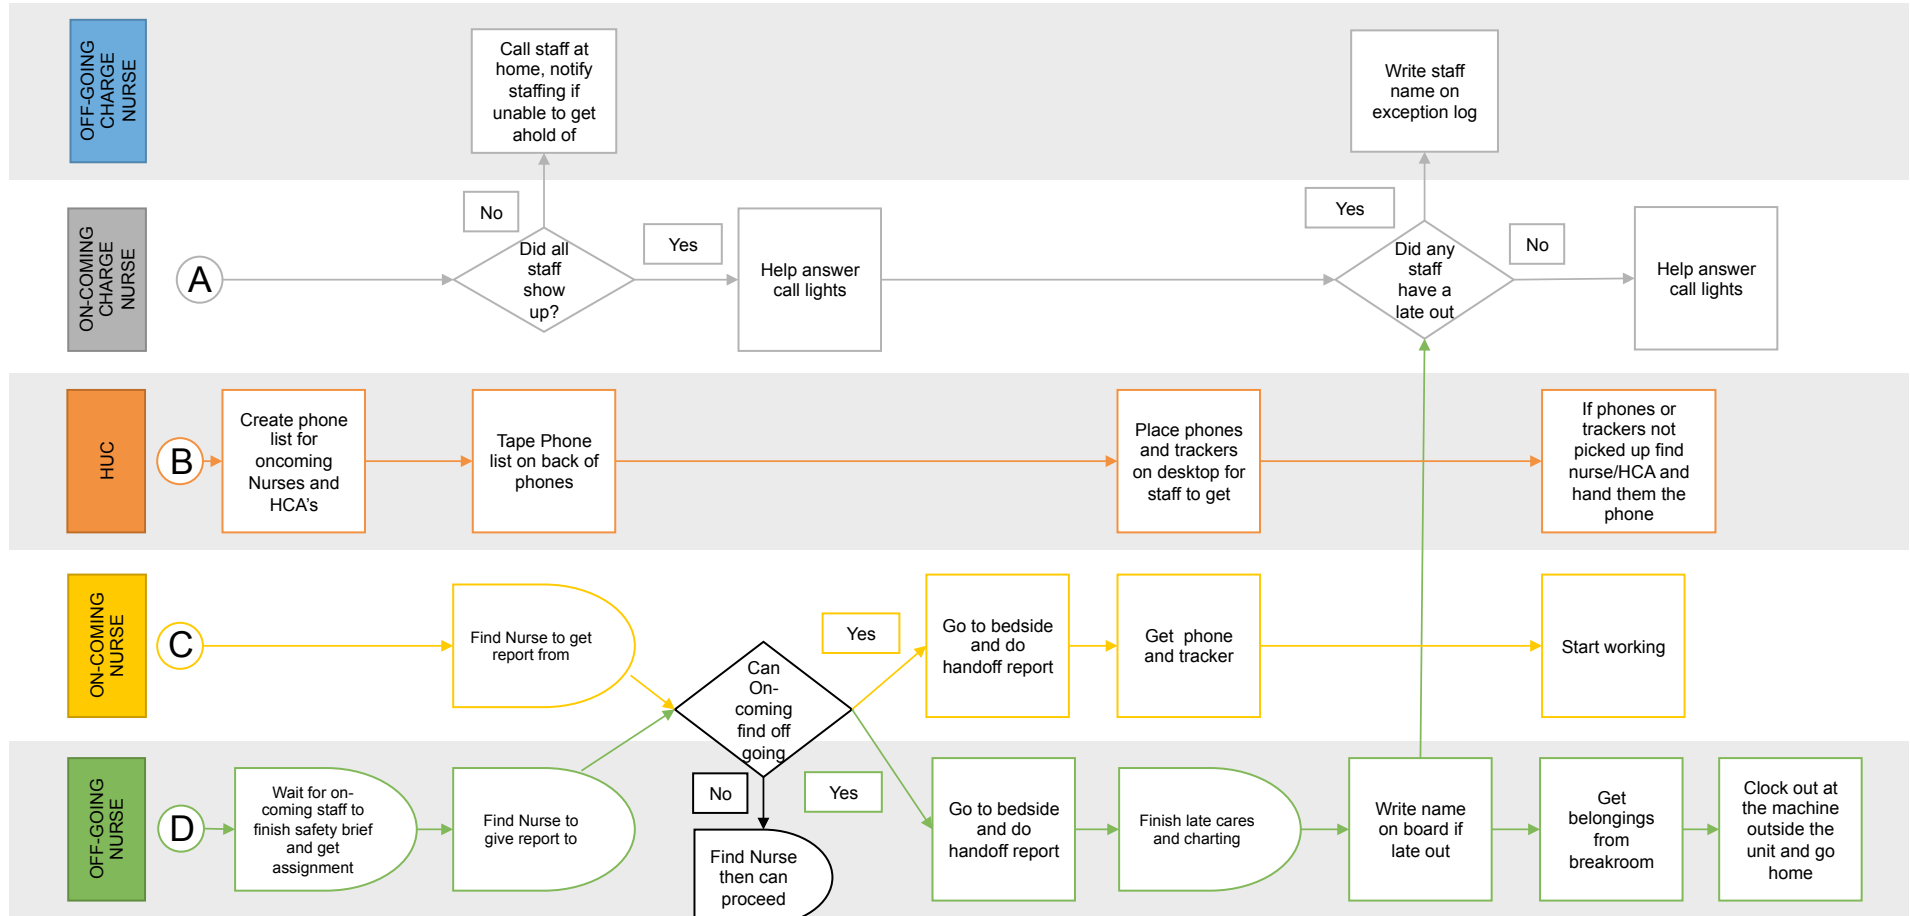 OFF-GOING
CHARGE
NURSE
Call staff at
home, notify
staffing if
unable to get
ahold of
Write staff
name on
exception log
ON-COMING
CHARGE
NURSE
A
No
Did all
staff
show
up?
Yes
Help answer
call lights
Yes
Did any
staff
have a
late out
No
Help answer
call lights
HUC
B
Create phone
list for
oncoming
Nurses and
HCA's
Tape Phone
list on back of
phones
Place phones
and trackers
on desktop for
staff to get
If phones or
trackers not
picked up find
nurse/HCA and
hand them the
phone
ON-COMING
NURSE
C
Find Nurse to get
report from
Can
On-
coming
find off
going
Yes
Go to bedside
and do
handoff report
Get phone
and tracker
Start working
OFF-GOING
NURSE
D
Wait for on-
coming staff to
finish safety brief
and get
assignment
Find Nurse to
give report to
No
Find Nurse
then can
proceed
Yes
Go to bedside
and do
handoff report
Finish late cares
and charting
Write name
on board if
late out
Get
belongings
from
breakroom
Clock out at
the machine
outside the
unit and go
home